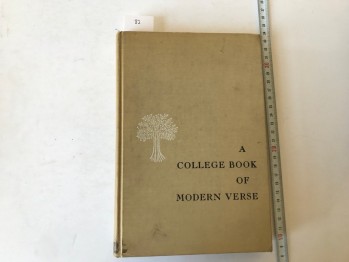 A
COLLEGE BOOK
OF
MODERN VERSE